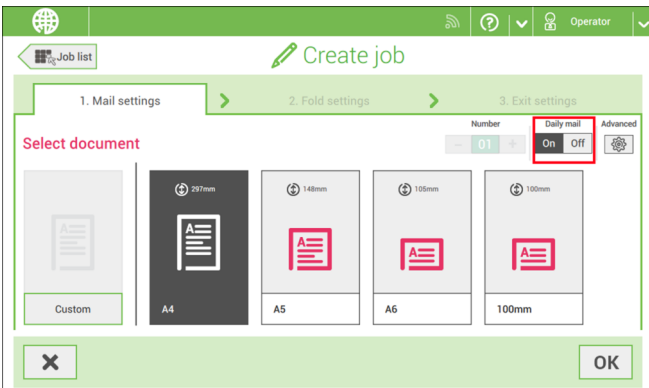 Operator
Job list
Create job
1. Mail settings
2. Fold settings
3. Exit settings
Select document
Number
Daily mail
Advanced
01
On Off
297mm
148mm
105mm
100mm
Custom
A4
A5
A6
100mm
OK